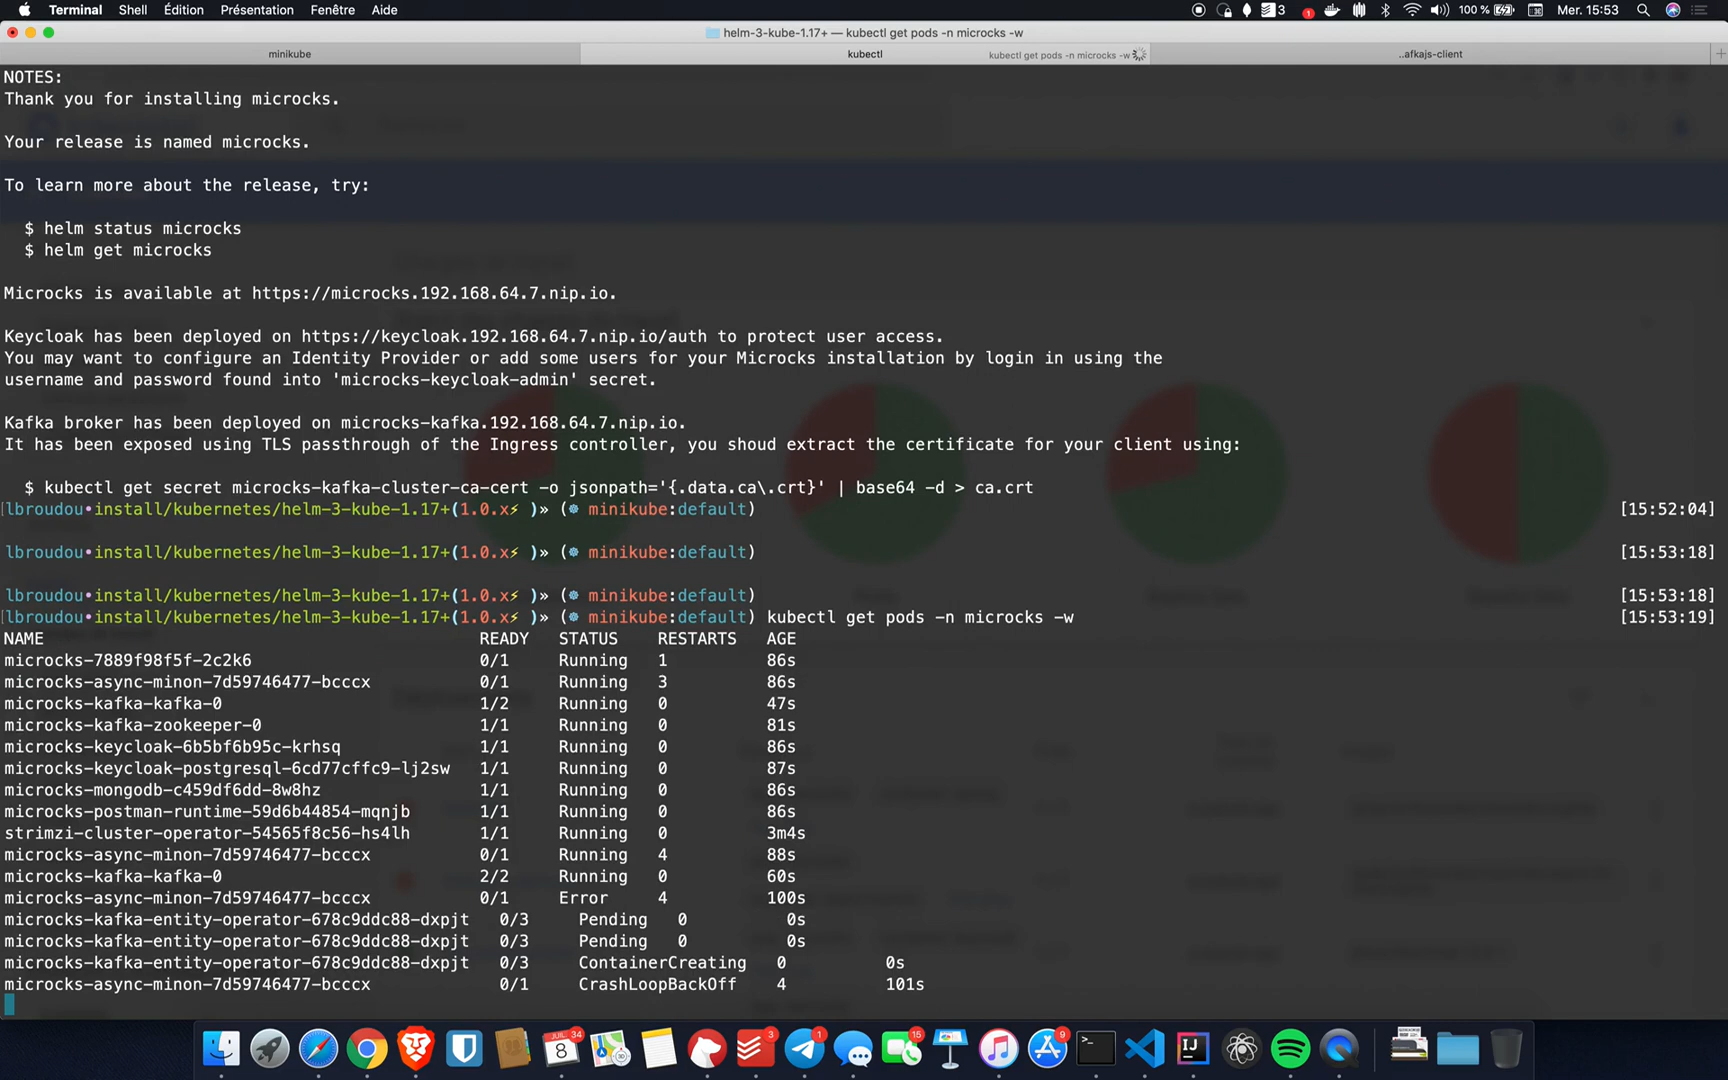 Terminal Shell Édition Présentation Fenêtre Aide 3 1 100 % Mer. 15:53
helm-3-kube-1.17+ — kubectl get pods -n microcks -w
minikube kubectl kubectl get pods -n microcks -w ..afkajs-client +
NOTES:
Thank you for installing microcks.
Your release is named microcks.
To learn more about the release, try:
$ helm status microcks
$ helm get microcks
Microcks is available at https://microcks.192.168.64.7.nip.io.
Keycloak has been deployed on https://keycloak.192.168.64.7.nip.io/auth to protect user access.
You may want to configure an Identity Provider or add some users for your Microcks installation by login in using the
username and password found into 'microcks-keycloak-admin' secret.
Kafka broker has been deployed on microcks-kafka.192.168.64.7.nip.io.
It has been exposed using TLS passthrough of the Ingress controller, you shoud extract the certificate for your client using:
$ kubectl get secret microcks-kafka-cluster-ca-cert -o jsonpath='{.data.ca\.crt}' | base64 -d > ca.crt
lbroudou•install/kubernetes/helm-3-kube-1.17+(1.0.x⚡ )» (⎈ minikube:default) [15:52:04]
lbroudou•install/kubernetes/helm-3-kube-1.17+(1.0.x⚡ )» (⎈ minikube:default) [15:53:18]
lbroudou•install/kubernetes/helm-3-kube-1.17+(1.0.x⚡ )» (⎈ minikube:default) [15:53:18]
lbroudou•install/kubernetes/helm-3-kube-1.17+(1.0.x⚡ )» (⎈ minikube:default) kubectl get pods -n microcks -w [15:53:19]
NAME READY STATUS RESTARTS AGE
microcks-7889f98f5f-2c2k6 0/1 Running 1 86s
microcks-async-minon-7d59746477-bcccx 0/1 Running 3 86s
microcks-kafka-kafka-0 1/2 Running 0 47s
microcks-kafka-zookeeper-0 1/1 Running 0 81s
microcks-keycloak-6b5bf6b95c-krhsq 1/1 Running 0 86s
microcks-keycloak-postgresql-6cd77cffc9-lj2sw 1/1 Running 0 87s
microcks-mongodb-c459df6dd-8w8hz 1/1 Running 0 86s
microcks-postman-runtime-59d6b44854-mqnjb 1/1 Running 0 86s
strimzi-cluster-operator-54565f8c56-hs4lh 1/1 Running 0 3m4s
microcks-async-minon-7d59746477-bcccx 0/1 Running 4 88s
microcks-kafka-kafka-0 2/2 Running 0 60s
microcks-async-minon-7d59746477-bcccx 0/1 Error 4 100s
microcks-kafka-entity-operator-678c9ddc88-dxpjt 0/3 Pending 0 0s
microcks-kafka-entity-operator-678c9ddc88-dxpjt 0/3 Pending 0 0s
microcks-kafka-entity-operator-678c9ddc88-dxpjt 0/3 ContainerCreating 0 0s
microcks-async-minon-7d59746477-bcccx 0/1 CrashLoopBackOff 4 101s
JUIL. 8 34 3 1 15 9 >_ IJ